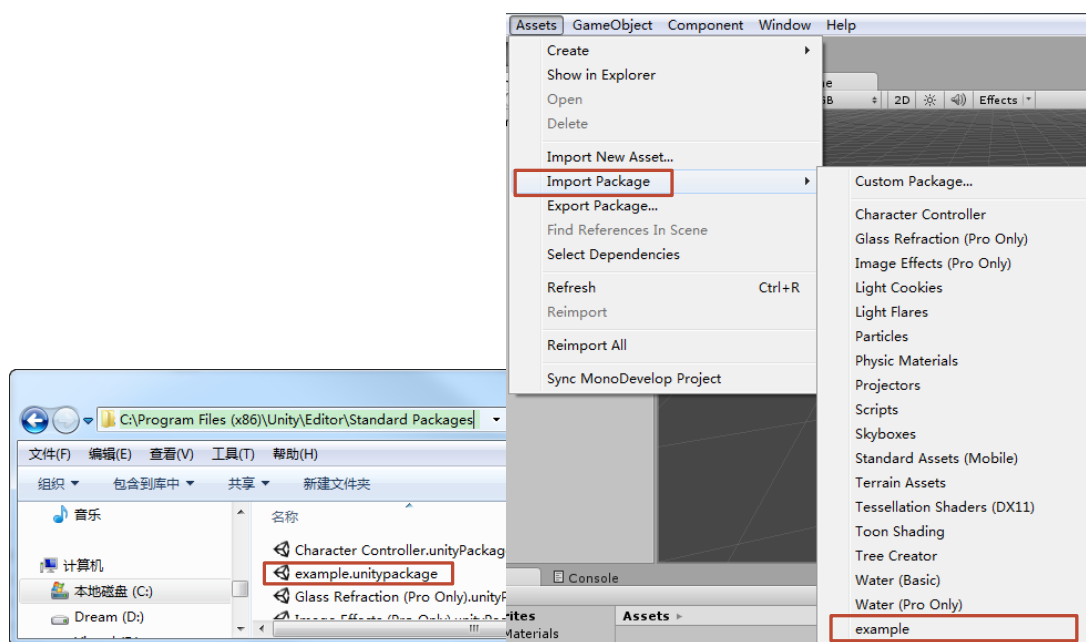 Assets GameObject Component Window Help
Create
Show in Explorer
Open
Delete
Import New Asset...
Import Package
Export Package...
Find References In Scene
Select Dependencies
Refresh Ctrl+R
Reimport
Reimport All
Sync MonoDevelop Project
2D Effects
Custom Package...
Character Controller
Glass Refraction (Pro Only)
Image Effects (Pro Only)
Light Cookies
Light Flares
Particles
Physic Materials
Projectors
Scripts
Skyboxes
Standard Assets (Mobile)
Terrain Assets
Tessellation Shaders (DX11)
Toon Shading
Tree Creator
Water (Basic)
Water (Pro Only)
example
Console
Assets
Materials
C:\Program Files (x86)\Unity\Editor\Standard Packages
文件(F) 编辑(E) 查看(V) 工具(T) 帮助(H)
组织 包含到库中 共享 新建文件夹
音乐
计算机
本地磁盘 (C:)
Dream (D:)
名称
Character Controller.unityPackag
example.unitypackage
Glass Refraction (Pro Only).unityP